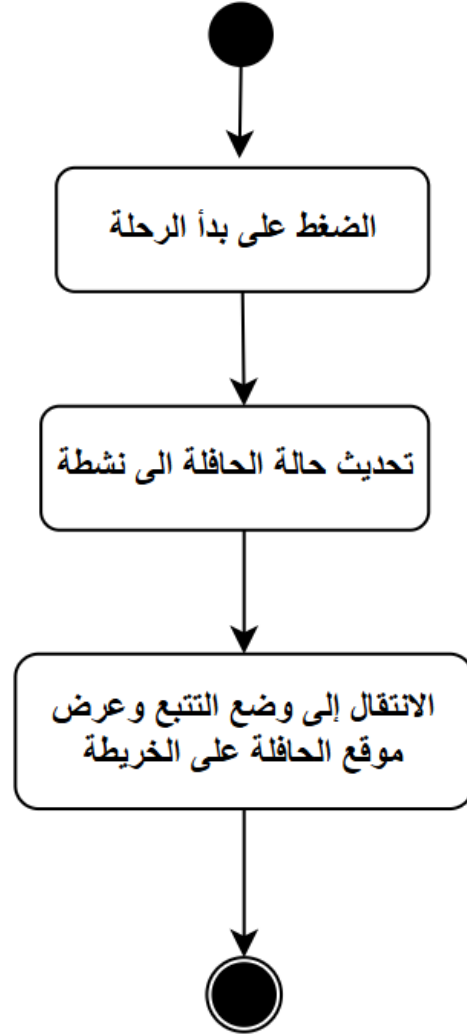 الضغط على بدأ الرحلة
تحديث حالة الحافلة الى نشطة
الانتقال إلى وضع التتبع وعرض
موقع الحافلة على الخريطة